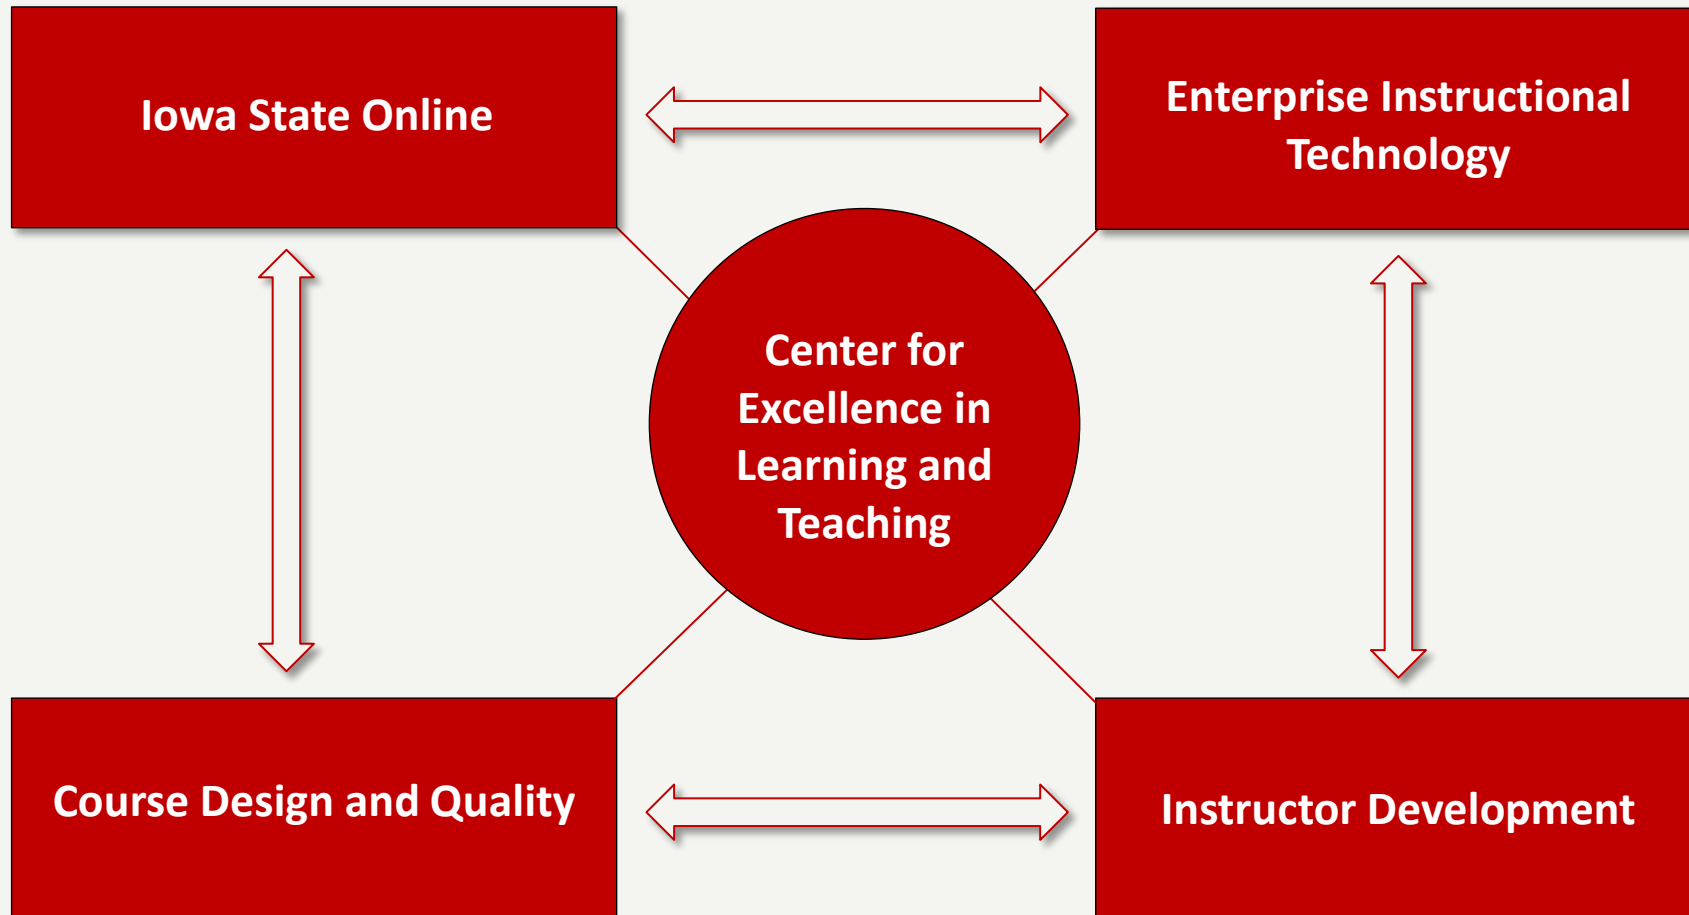 Iowa State Online
Enterprise Instructional
Technology
Center for
Excellence in
Learning and
Teaching
Course Design and Quality
Instructor Development